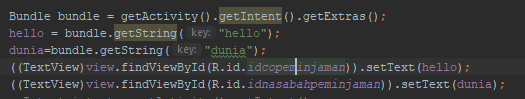 Bundle bundle = getActivity().getIntent().getExtras();
hello = bundle.getString( key: "hello");
dunia=bundle.getString( key: "dunia");
((TextView)view.findViewById(R.id.idcopeminjaman)).setText(hello);
((TextView)view.findViewById(R.id.idnasabahpeminjaman)).setText(dunia);